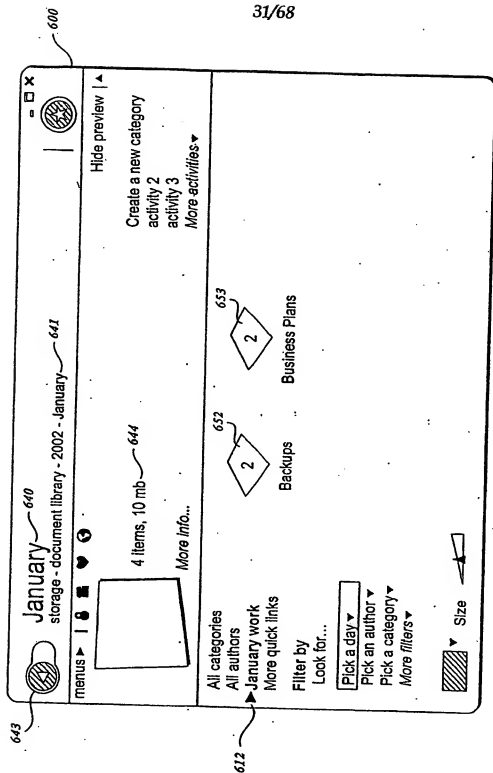 31/68
600
643
January 640
storage - document library - 2002 - January 641
menus
Hide preview
4 items, 10 mb 644
More info...
Create a new category
activity 2
activity 3
More activities
612
All categories
All authors
January work
More quick links
Filter by
Look for...
Pick a day
Pick an author
Pick a category
More filters
Size
652
2
Backups
653
2
Business Plans